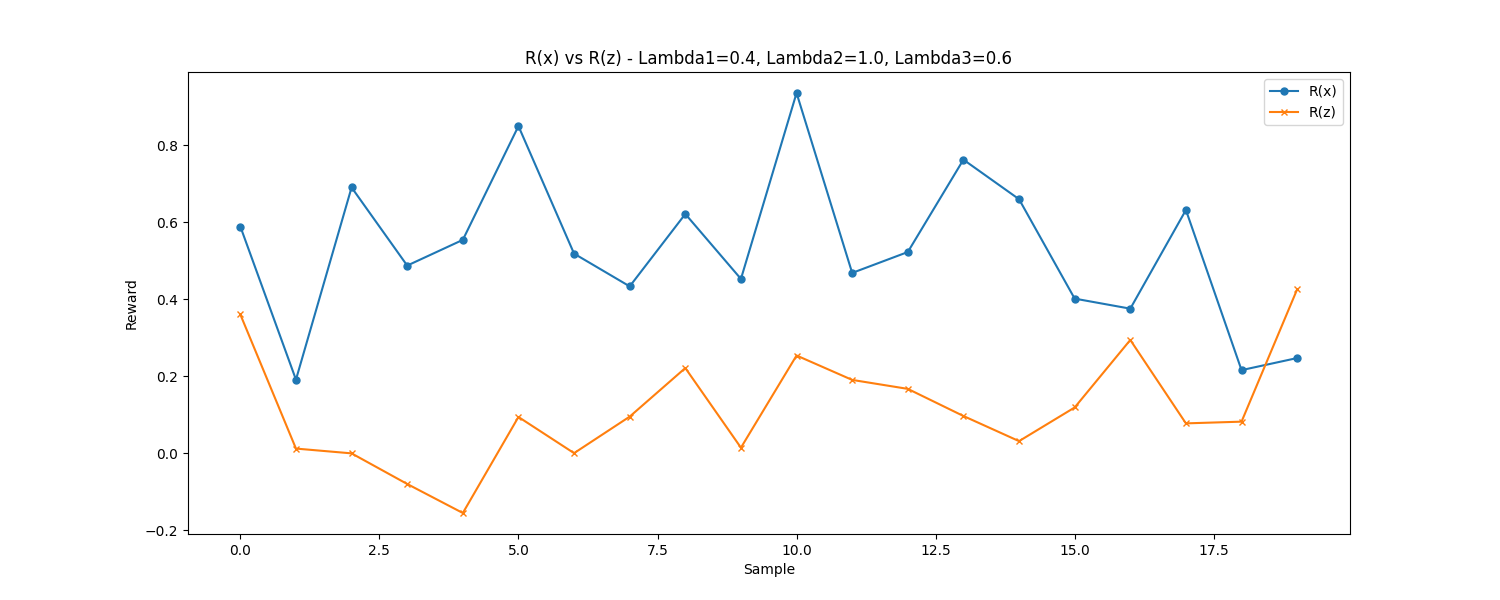 R(x) vs R(z) - Lambda1=0.4, Lambda2=1.0, Lambda3=0.6
R(x)
R(z)
Reward
0.8
0.6
0.4
0.2
0.0
−0.2
0.0 2.5 5.0 7.5 10.0 12.5 15.0 17.5
Sample